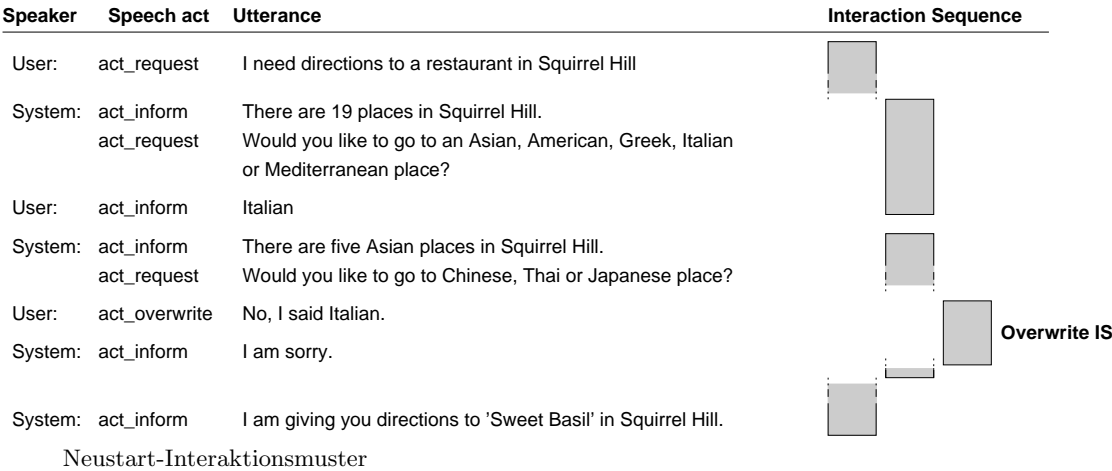 Speaker Speech act Utterance Interaction Sequence
User: act_request I need directions to a restaurant in Squirrel Hill
System: act_inform There are 19 places in Squirrel Hill.
act_request Would you like to go to an Asian, American, Greek, Italian
or Mediterranean place?
User: act_inform Italian
System: act_inform There are five Asian places in Squirrel Hill.
act_request Would you like to go to Chinese, Thai or Japanese place?
User: act_overwrite No, I said Italian.
Overwrite IS
System: act_inform I am sorry.
System: act_inform I am giving you directions to ’Sweet Basil’ in Squirrel Hill.
Neustart-Interaktionsmuster